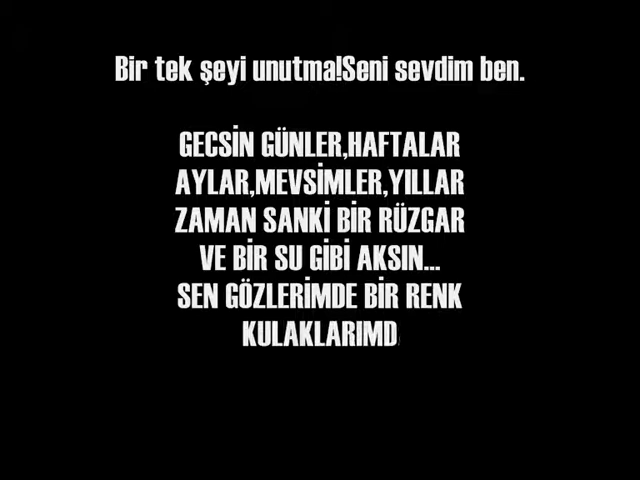 Bir tek şeyi unutma!Seni sevdim ben.
GECSİN GÜNLER,HAFTALAR
AYLAR,MEVSİMLER,YILLAR
ZAMAN SANKİ BİR RÜZGAR
VE BİR SU GİBİ AKSIN...
SEN GÖZLERİMDE BİR RENK
KULAKLARIMD